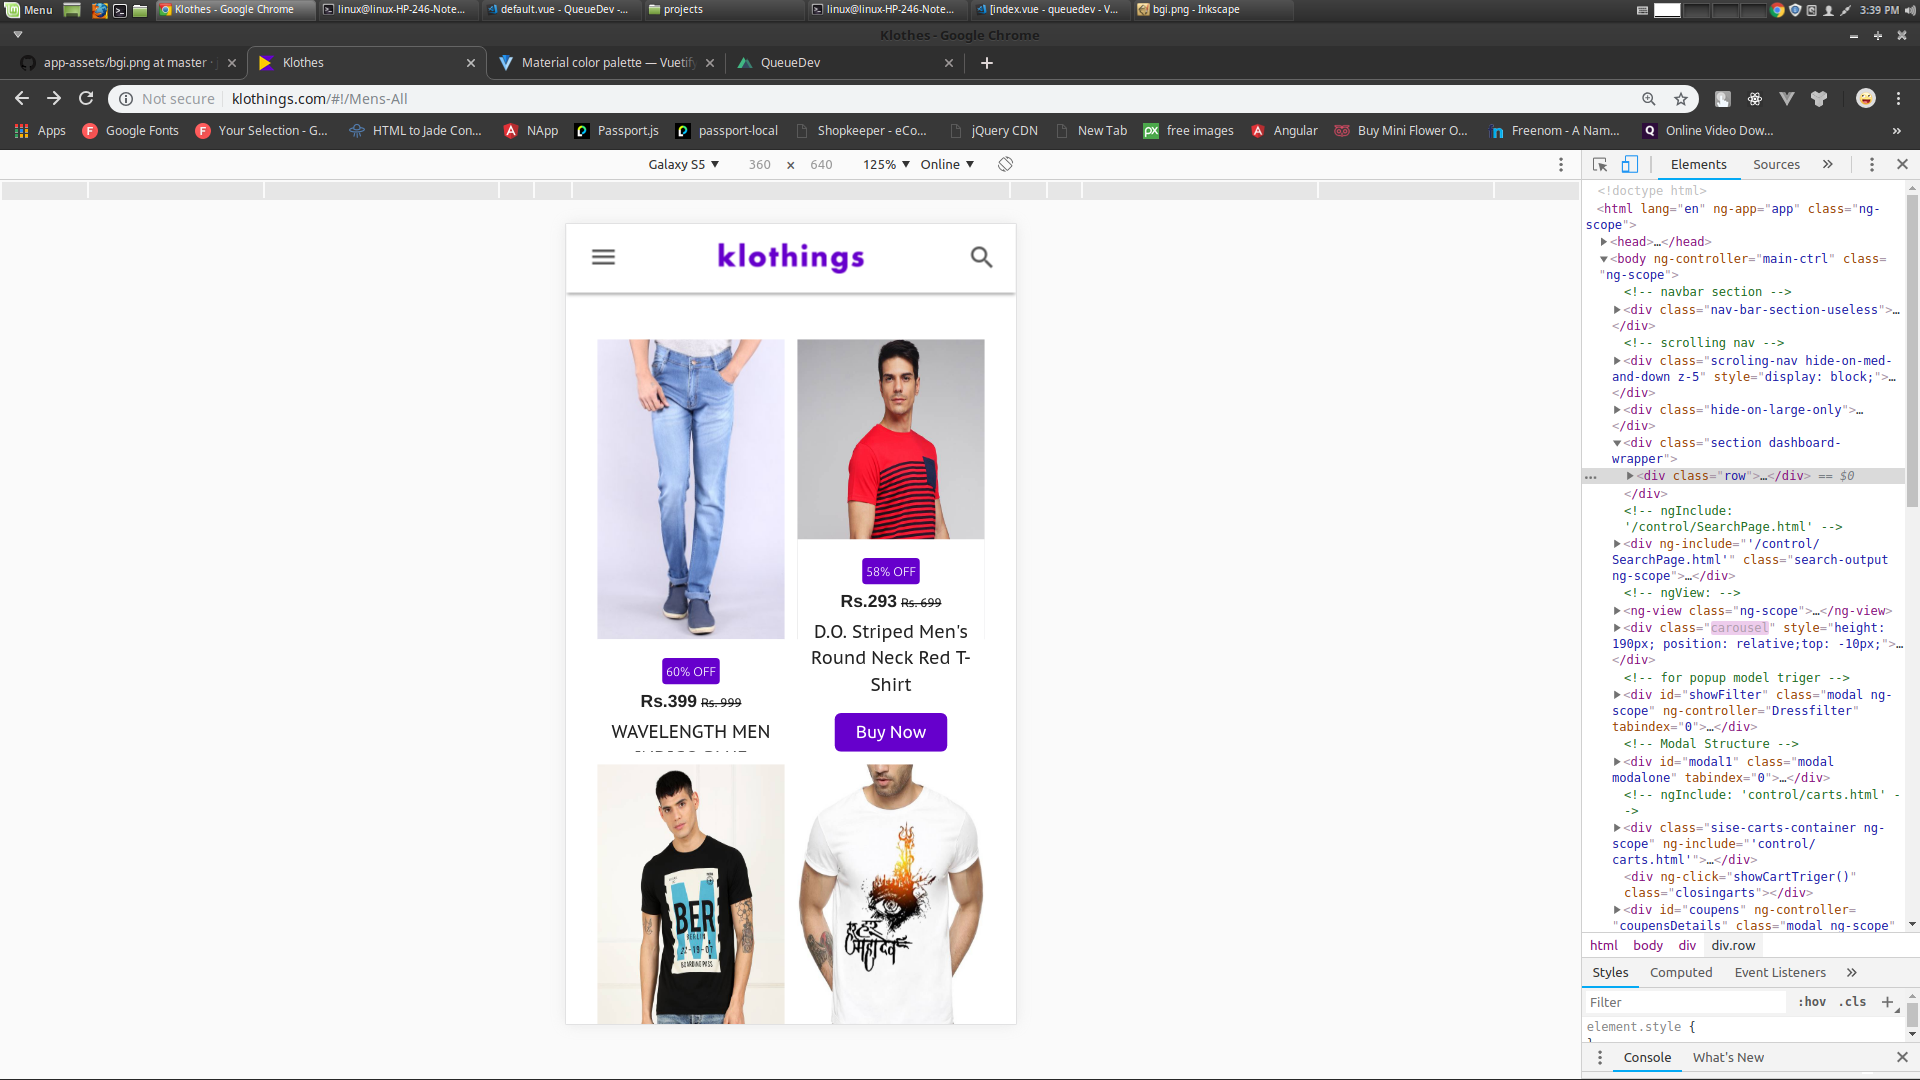 Menu
Klothes - Google Chrome
linux@linux-HP-246-Note...
default.vue - QueueDev -...
projects
linux@linux-HP-246-Note...
[index.vue - queuedev - V...
bgi.png - Inkscape
3:39 PM
Klothes - Google Chrome
app-assets/bgi.png at master ·
Klothes
Material color palette — Vuetify
QueueDev
Not secure
klothings.com/#!/Mens-All
Apps
Google Fonts
Your Selection - G...
HTML to Jade Con...
NApp
Passport.js
passport-local
Shopkeeper - eCo...
jQuery CDN
New Tab
free images
Angular
Buy Mini Flower O...
Freenom - A Nam...
Online Video Dow...
»
Galaxy S5 ▼ 360 × 640 125% ▼ Online ▼
klothings
58% OFF
Rs.293 Rs. 699
D.O. Striped Men's
Round Neck Red T-
Shirt
Buy Now
60% OFF
Rs.399 Rs. 999
WAVELENGTH MEN
BER
BERLIN
22-19-07
BOARDING PASS
हर हर
महादेव
Elements
Sources
»
<!doctype html>
<html lang="en" ng-app="app" class="ng-
scope">
<head>…</head>
<body ng-controller="main-ctrl" class=
"ng-scope">
<!-- navbar section -->
<div class="nav-bar-section-useless">…
</div>
<!-- scrolling nav -->
<div class="scroling-nav hide-on-med-
and-down z-5" style="display: block;">…
</div>
<div class="hide-on-large-only">…
</div>
<div class="section dashboard-
wrapper">
<div class="row">…</div> == $0
</div>
<!-- ngInclude:
'/control/SearchPage.html' -->
<div ng-include="'/control/
SearchPage.html'" class="search-output
ng-scope">…</div>
<!-- ngView: -->
<ng-view class="ng-scope">…</ng-view>
<div class="carousel" style="height:
190px; position: relative;top: -10px;">…
</div>
<!-- for popup model triger -->
<div id="showFilter" class="modal ng-
scope" ng-controller="Dressfilter"
tabindex="0">…</div>
<!-- Modal Structure -->
<div id="modal1" class="modal
modalone" tabindex="0">…</div>
<!-- ngInclude: 'control/carts.html' -
->
<div class="sise-carts-container ng-
scope" ng-include="'control/
carts.html'">…</div>
<div ng-click="showCartTriger()"
class="closingarts"></div>
<div id="coupens" ng-controller=
"coupensDetails" class="modal ng-scope"
html body div div.row
Styles Computed Event Listeners »
Filter :hov .cls +
element.style {
Console What's New